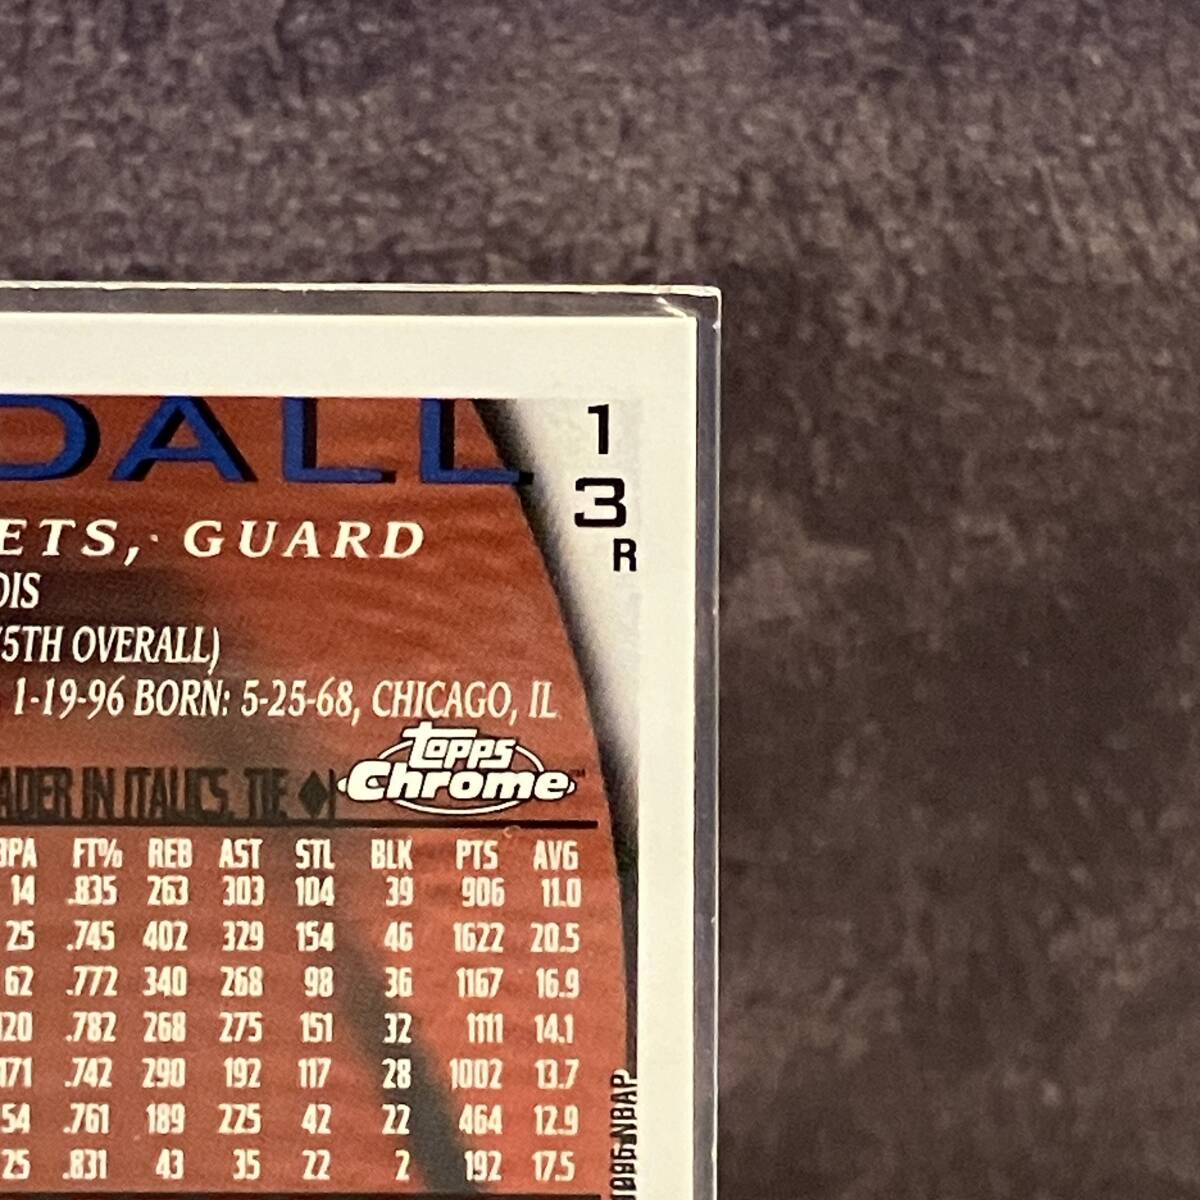 DALL
1
3
R
ETS, GUARD
OIS
(5TH OVERALL)
1-19-96 BORN: 5-25-68, CHICAGO, IL
topps
Chrome™
ADER IN ITALICS, TIE ◆
3PA FT% REB AST STL BLK PTS AVG
14 .835 263 303 104 39 906 11.0
25 .745 402 329 154 46 1622 20.5
62 .772 340 268 98 36 1167 16.9
120 .782 268 275 151 32 1111 14.1
171 .742 290 192 117 28 1002 13.7
54 .761 189 225 42 22 464 12.9
25 .831 43 35 22 2 192 17.5
1996 NBAP